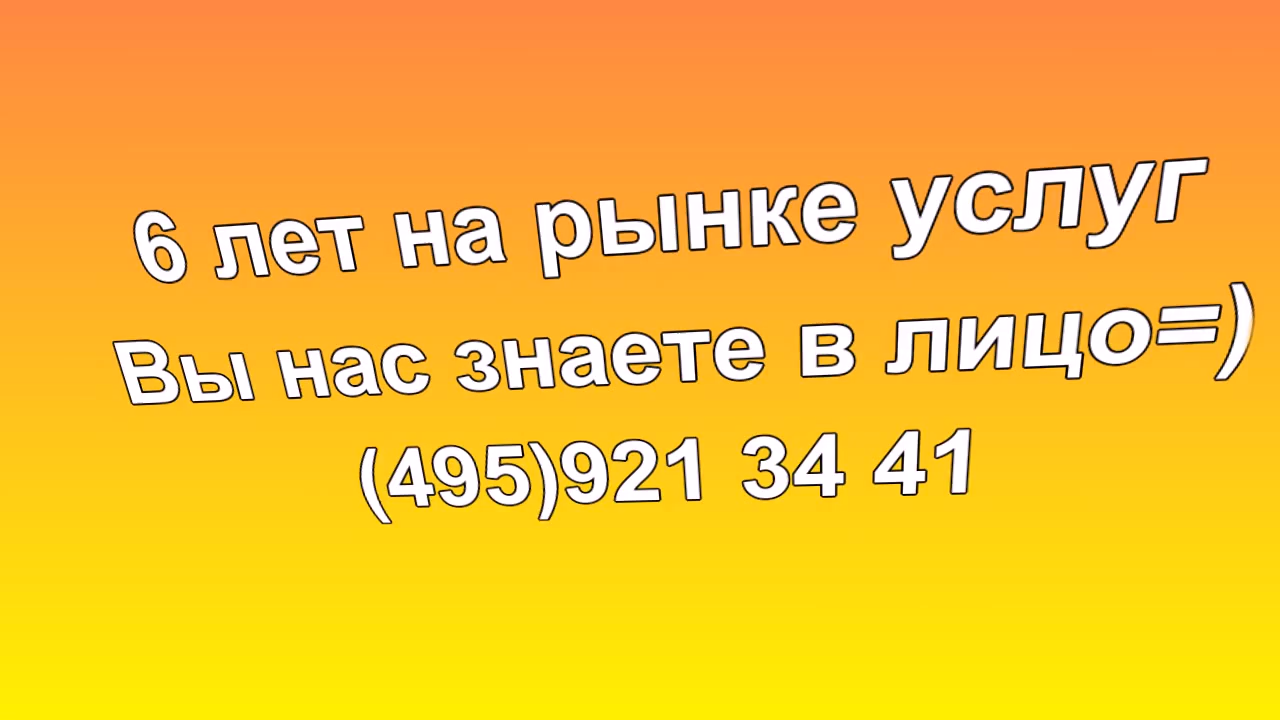 6 лет на рынке услуг
Вы нас знаете в лицо=)
(495)921 34 41